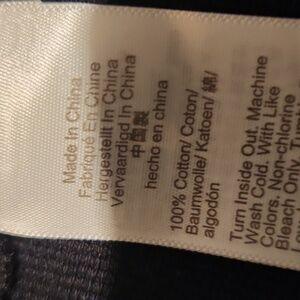 Made In China
Fabriqué En Chine
Hergestellt In China
Vervaardigd In China
中国製
hecho en china
100% Cotton/ Coton/
Baumwolle/ Katoen/ 綿/
algodón
Turn Inside Out. Machine
Wash Cold. With Like
Colors. Non-chlorine
Bleach Only.